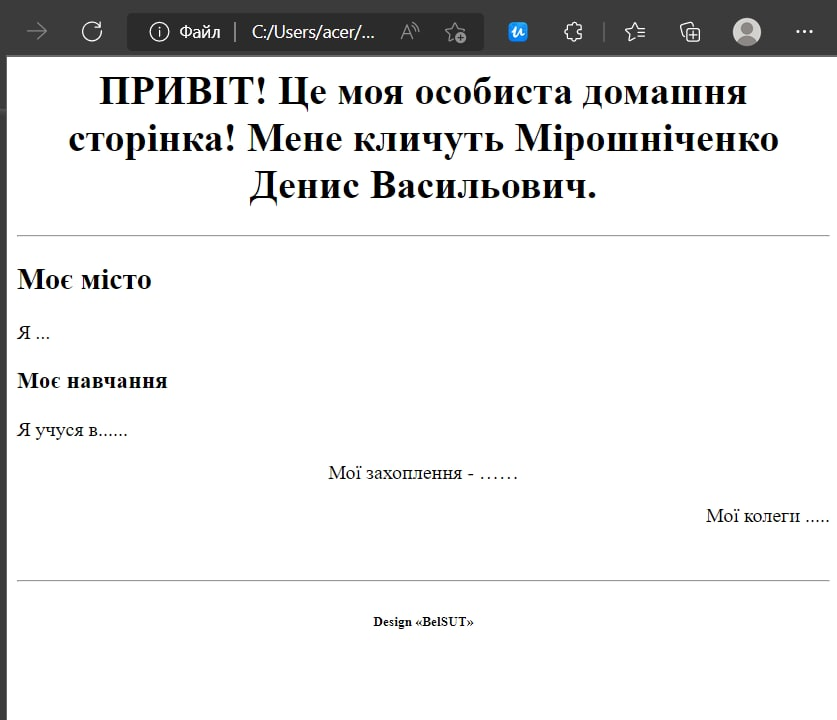 Файл
C:/Users/acer/...
ПРИВІТ! Це моя особиста домашня
сторінка! Мене кличуть Мірошніченко
Денис Васильович.
Моє місто
Я ...
Моє навчання
Я учуся в......
Мої захоплення - ……
Мої колеги .....
Design «BelSUT»